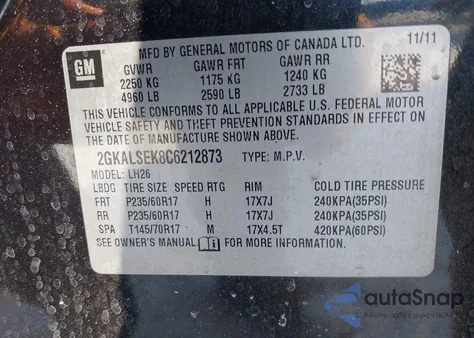 GM
MFD BY GENERAL MOTORS OF CANADA LTD. 11/11
GVWR GAWR FRT GAWR RR
2250 KG 1175 KG 1240 KG
4960 LB 2590 LB 2733 LB
THIS VEHICLE CONFORMS TO ALL APPLICABLE U.S. FEDERAL MOTOR
VEHICLE SAFETY AND THEFT PREVENTION STANDARDS IN EFFECT ON
THE DATE OF MANUFACTURE SHOWN ABOVE.
2GKALSEK8C6212873 TYPE: M.P.V.
MODEL: LH26
LBDG TIRE SIZE SPEED RTG RIM COLD TIRE PRESSURE
FRT P235/60R17 H 17X7J 240KPA(35PSI)
RR P235/60R17 H 17X7J 240KPA(35PSI)
SPA T145/70R17 M 17X4.5T 420KPA(60PSI)
SEE OWNER'S MANUAL FOR MORE INFORMATION.
autoSnap